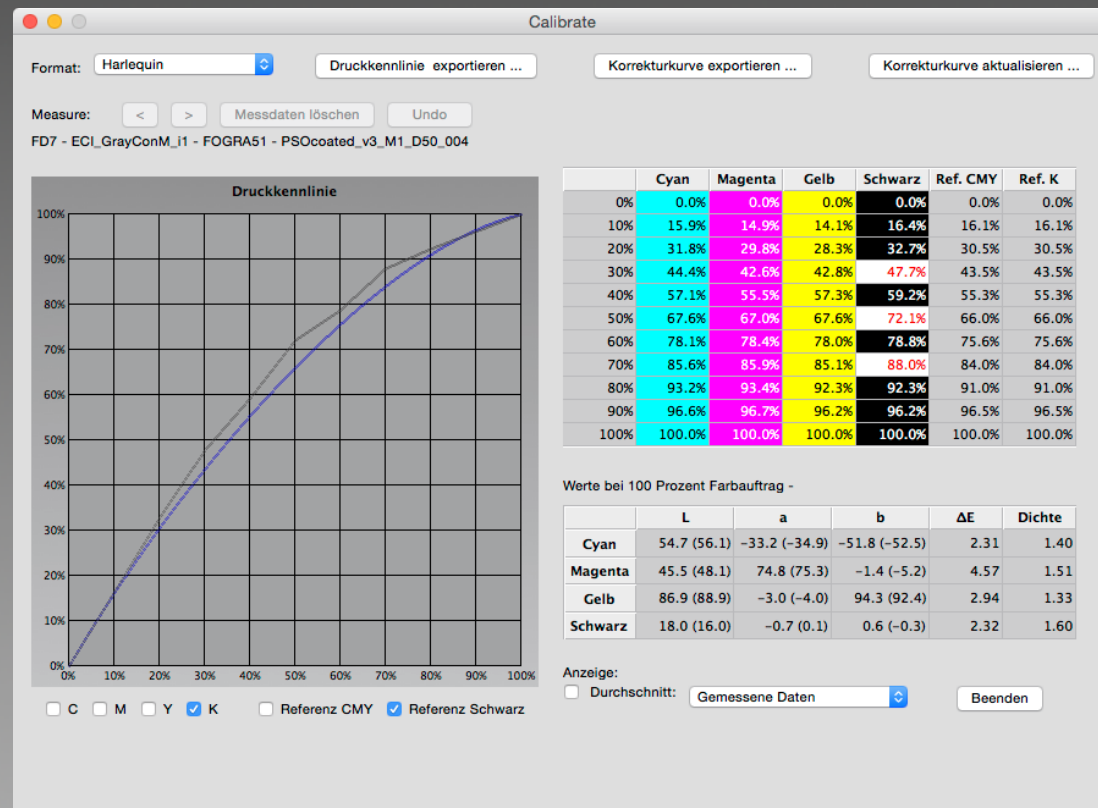 Calibrate
Format: Harlequin Druckkennlinie exportieren ... Korrekturkurve exportieren ... Korrekturkurve aktualisieren ...
Measure: < > Messdaten löschen Undo
FD7 - ECI_GrayConM_i1 - FOGRA51 - PSOcoated_v3_M1_D50_004
Druckkennlinie
100%
90%
80%
70%
60%
50%
40%
30%
20%
10%
0%
0% 10% 20% 30% 40% 50% 60% 70% 80% 90% 100%
C M Y K Referenz CMY Referenz Schwarz
Cyan Magenta Gelb Schwarz Ref. CMY Ref. K
0% 0.0% 0.0% 0.0% 0.0% 0.0% 0.0%
10% 15.9% 14.9% 14.1% 16.4% 16.1% 16.1%
20% 31.8% 29.8% 28.3% 32.7% 30.5% 30.5%
30% 44.4% 42.6% 42.8% 47.7% 43.5% 43.5%
40% 57.1% 55.5% 57.3% 59.2% 55.3% 55.3%
50% 67.6% 67.0% 67.6% 72.1% 66.0% 66.0%
60% 78.1% 78.4% 78.0% 78.8% 75.6% 75.6%
70% 85.6% 85.9% 85.1% 88.0% 84.0% 84.0%
80% 93.2% 93.4% 92.3% 92.3% 91.0% 91.0%
90% 96.6% 96.7% 96.2% 96.2% 96.5% 96.5%
100% 100.0% 100.0% 100.0% 100.0% 100.0% 100.0%
Werte bei 100 Prozent Farbauftrag -
L a b ΔE Dichte
Cyan 54.7 (56.1) -33.2 (-34.9) -51.8 (-52.5) 2.31 1.40
Magenta 45.5 (48.1) 74.8 (75.3) -1.4 (-5.2) 4.57 1.51
Gelb 86.9 (88.9) -3.0 (-4.0) 94.3 (92.4) 2.94 1.33
Schwarz 18.0 (16.0) -0.7 (0.1) 0.6 (-0.3) 2.32 1.60
Anzeige:
Durchschnitt: Gemessene Daten Beenden